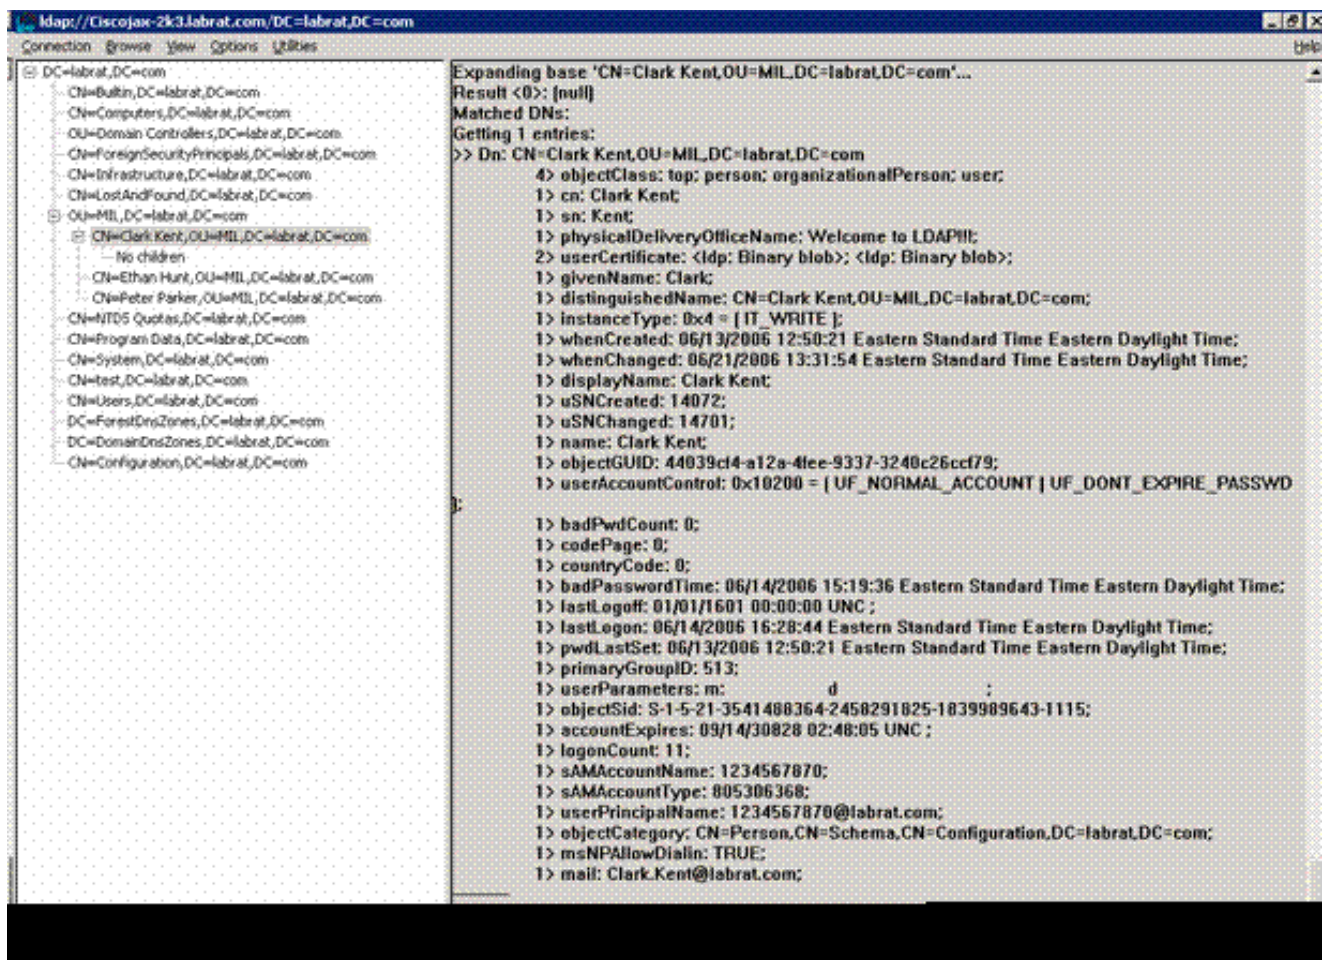 ldap://Ciscojax-2k3.labrat.com/DC=labrat,DC=com
Connection Browse View Options Utilities Help
DC=labrat,DC=com
CN=Builtin,DC=labrat,DC=com
CN=Computers,DC=labrat,DC=com
OU=Domain Controllers,DC=labrat,DC=com
CN=ForeignSecurityPrincipals,DC=labrat,DC=com
CN=Infrastructure,DC=labrat,DC=com
CN=LostAndFound,DC=labrat,DC=com
OU=MIL,DC=labrat,DC=com
CN=Clark Kent,OU=MIL,DC=labrat,DC=com
No children
CN=Ethan Hunt,OU=MIL,DC=labrat,DC=com
CN=Peter Parker,OU=MIL,DC=labrat,DC=com
CN=NTDS Quotas,DC=labrat,DC=com
CN=Program Data,DC=labrat,DC=com
CN=System,DC=labrat,DC=com
CN=test,DC=labrat,DC=com
CN=Users,DC=labrat,DC=com
DC=ForestDnsZones,DC=labrat,DC=com
DC=DomainDnsZones,DC=labrat,DC=com
CN=Configuration,DC=labrat,DC=com
Expanding base 'CN=Clark Kent,OU=MIL,DC=labrat,DC=com'...
Result <0>: (null)
Matched DNs:
Getting 1 entries:
>> Dn: CN=Clark Kent,OU=MIL,DC=labrat,DC=com
4> objectClass: top; person; organizationalPerson; user;
1> cn: Clark Kent;
1> sn: Kent;
1> physicalDeliveryOfficeName: Welcome to LDAP!!!;
2> userCertificate: <ldp: Binary blob>; <ldp: Binary blob>;
1> givenName: Clark;
1> distinguishedName: CN=Clark Kent,OU=MIL,DC=labrat,DC=com;
1> instanceType: 0x4 = ( IT_WRITE );
1> whenCreated: 06/13/2006 12:50:21 Eastern Standard Time Eastern Daylight Time;
1> whenChanged: 06/21/2006 13:31:54 Eastern Standard Time Eastern Daylight Time;
1> displayName: Clark Kent;
1> uSNCreated: 14072;
1> uSNChanged: 14701;
1> name: Clark Kent;
1> objectGUID: 44039cf4-a12a-4fee-9337-3240c26ccf79;
1> userAccountControl: 0x10200 = ( UF_NORMAL_ACCOUNT | UF_DONT_EXPIRE_PASSWD
);
1> badPwdCount: 0;
1> codePage: 0;
1> countryCode: 0;
1> badPasswordTime: 06/14/2006 15:19:36 Eastern Standard Time Eastern Daylight Time;
1> lastLogoff: 01/01/1601 00:00:00 UNC ;
1> lastLogon: 06/14/2006 16:28:44 Eastern Standard Time Eastern Daylight Time;
1> pwdLastSet: 06/13/2006 12:50:21 Eastern Standard Time Eastern Daylight Time;
1> primaryGroupID: 513;
1> userParameters: m: d ;
1> objectSid: S-1-5-21-3541488364-2458291825-1839989643-1115;
1> accountExpires: 09/14/30828 02:48:05 UNC ;
1> logonCount: 11;
1> sAMAccountName: 1234567870;
1> sAMAccountType: 805306368;
1> userPrincipalName: 1234567870@labrat.com;
1> objectCategory: CN=Person,CN=Schema,CN=Configuration,DC=labrat,DC=com;
1> msNPAllowDialin: TRUE;
1> mail: Clark.Kent@labrat.com;